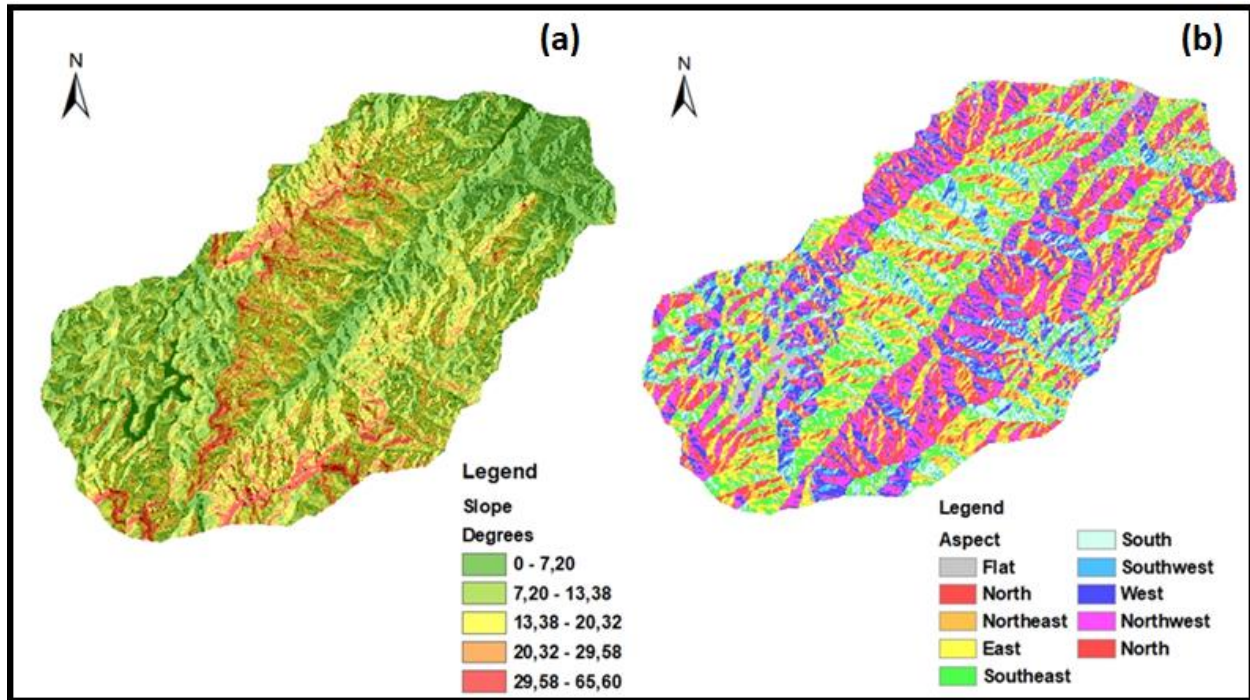 (a)
N
Legend
Slope
Degrees
0 - 7,20
7,20 - 13,38
13,38 - 20,32
20,32 - 29,58
29,58 - 65,60
(b)
N
Legend
Aspect
Flat
North
Northeast
East
Southeast
South
Southwest
West
Northwest
North